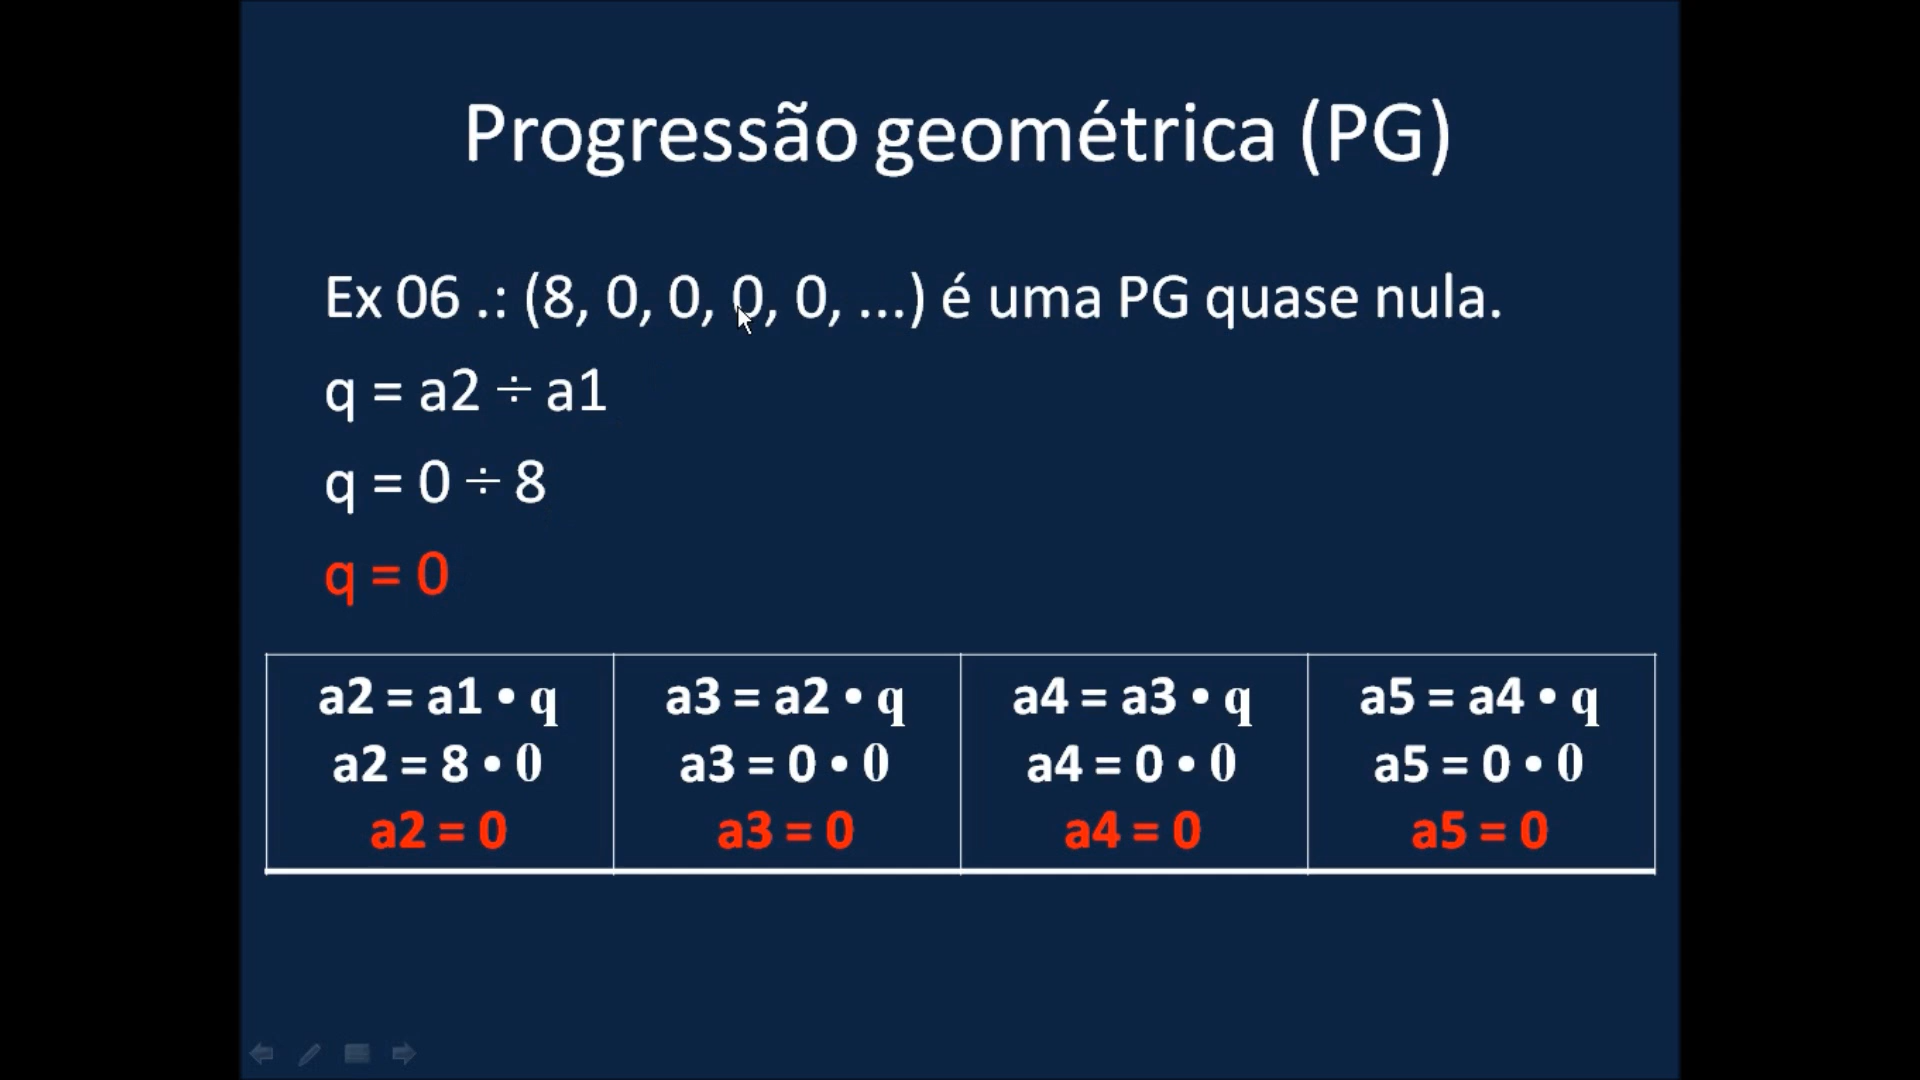 Progressão geométrica (PG)
Ex 06 .: (8, 0, 0, 0, 0, ...) é uma PG quase nula.
q = a2 ÷ a1
q = 0 ÷ 8
q = 0
a2 = a1 • q
a2 = 8 • 0
a2 = 0
a3 = a2 • q
a3 = 0 • 0
a3 = 0
a4 = a3 • q
a4 = 0 • 0
a4 = 0
a5 = a4 • q
a5 = 0 • 0
a5 = 0